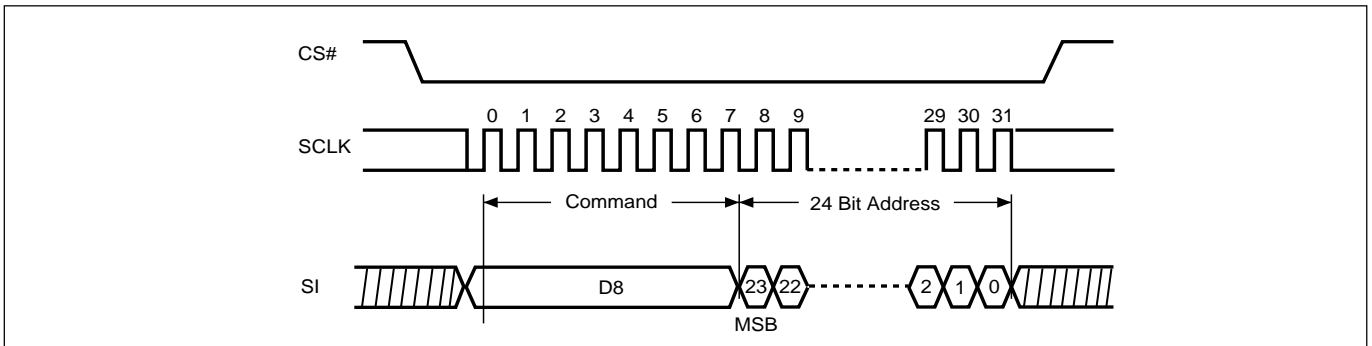 CS#
0 1 2 3 4 5 6 7 8 9 29 30 31
SCLK
Command 24 Bit Address
SI D8 23 22 2 1 0
MSB